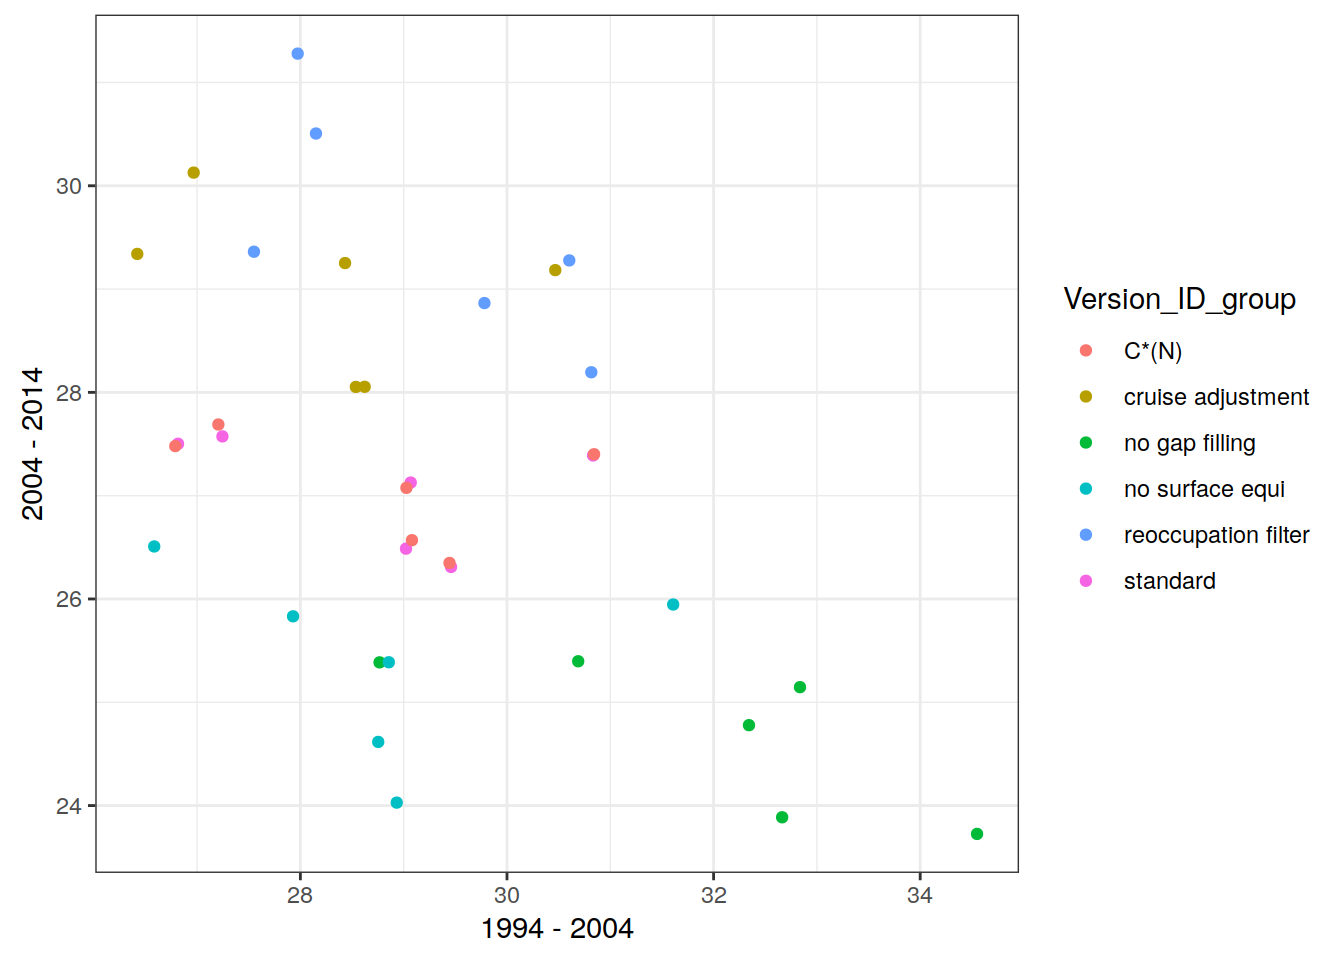 30
28
26
24
2004 - 2014
28 30 32 34
1994 - 2004
Version_ID_group
C*(N)
cruise adjustment
no gap filling
no surface equi
reoccupation filter
standard